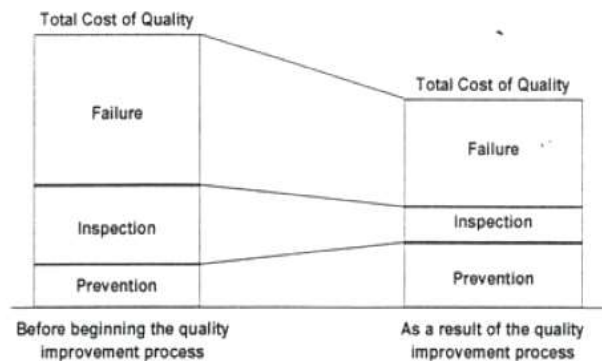 Total Cost of Quality
Failure
Inspection
Prevention
Before beginning the quality
improvement process
Total Cost of Quality
Failure
Inspection
Prevention
As a result of the quality
improvement process